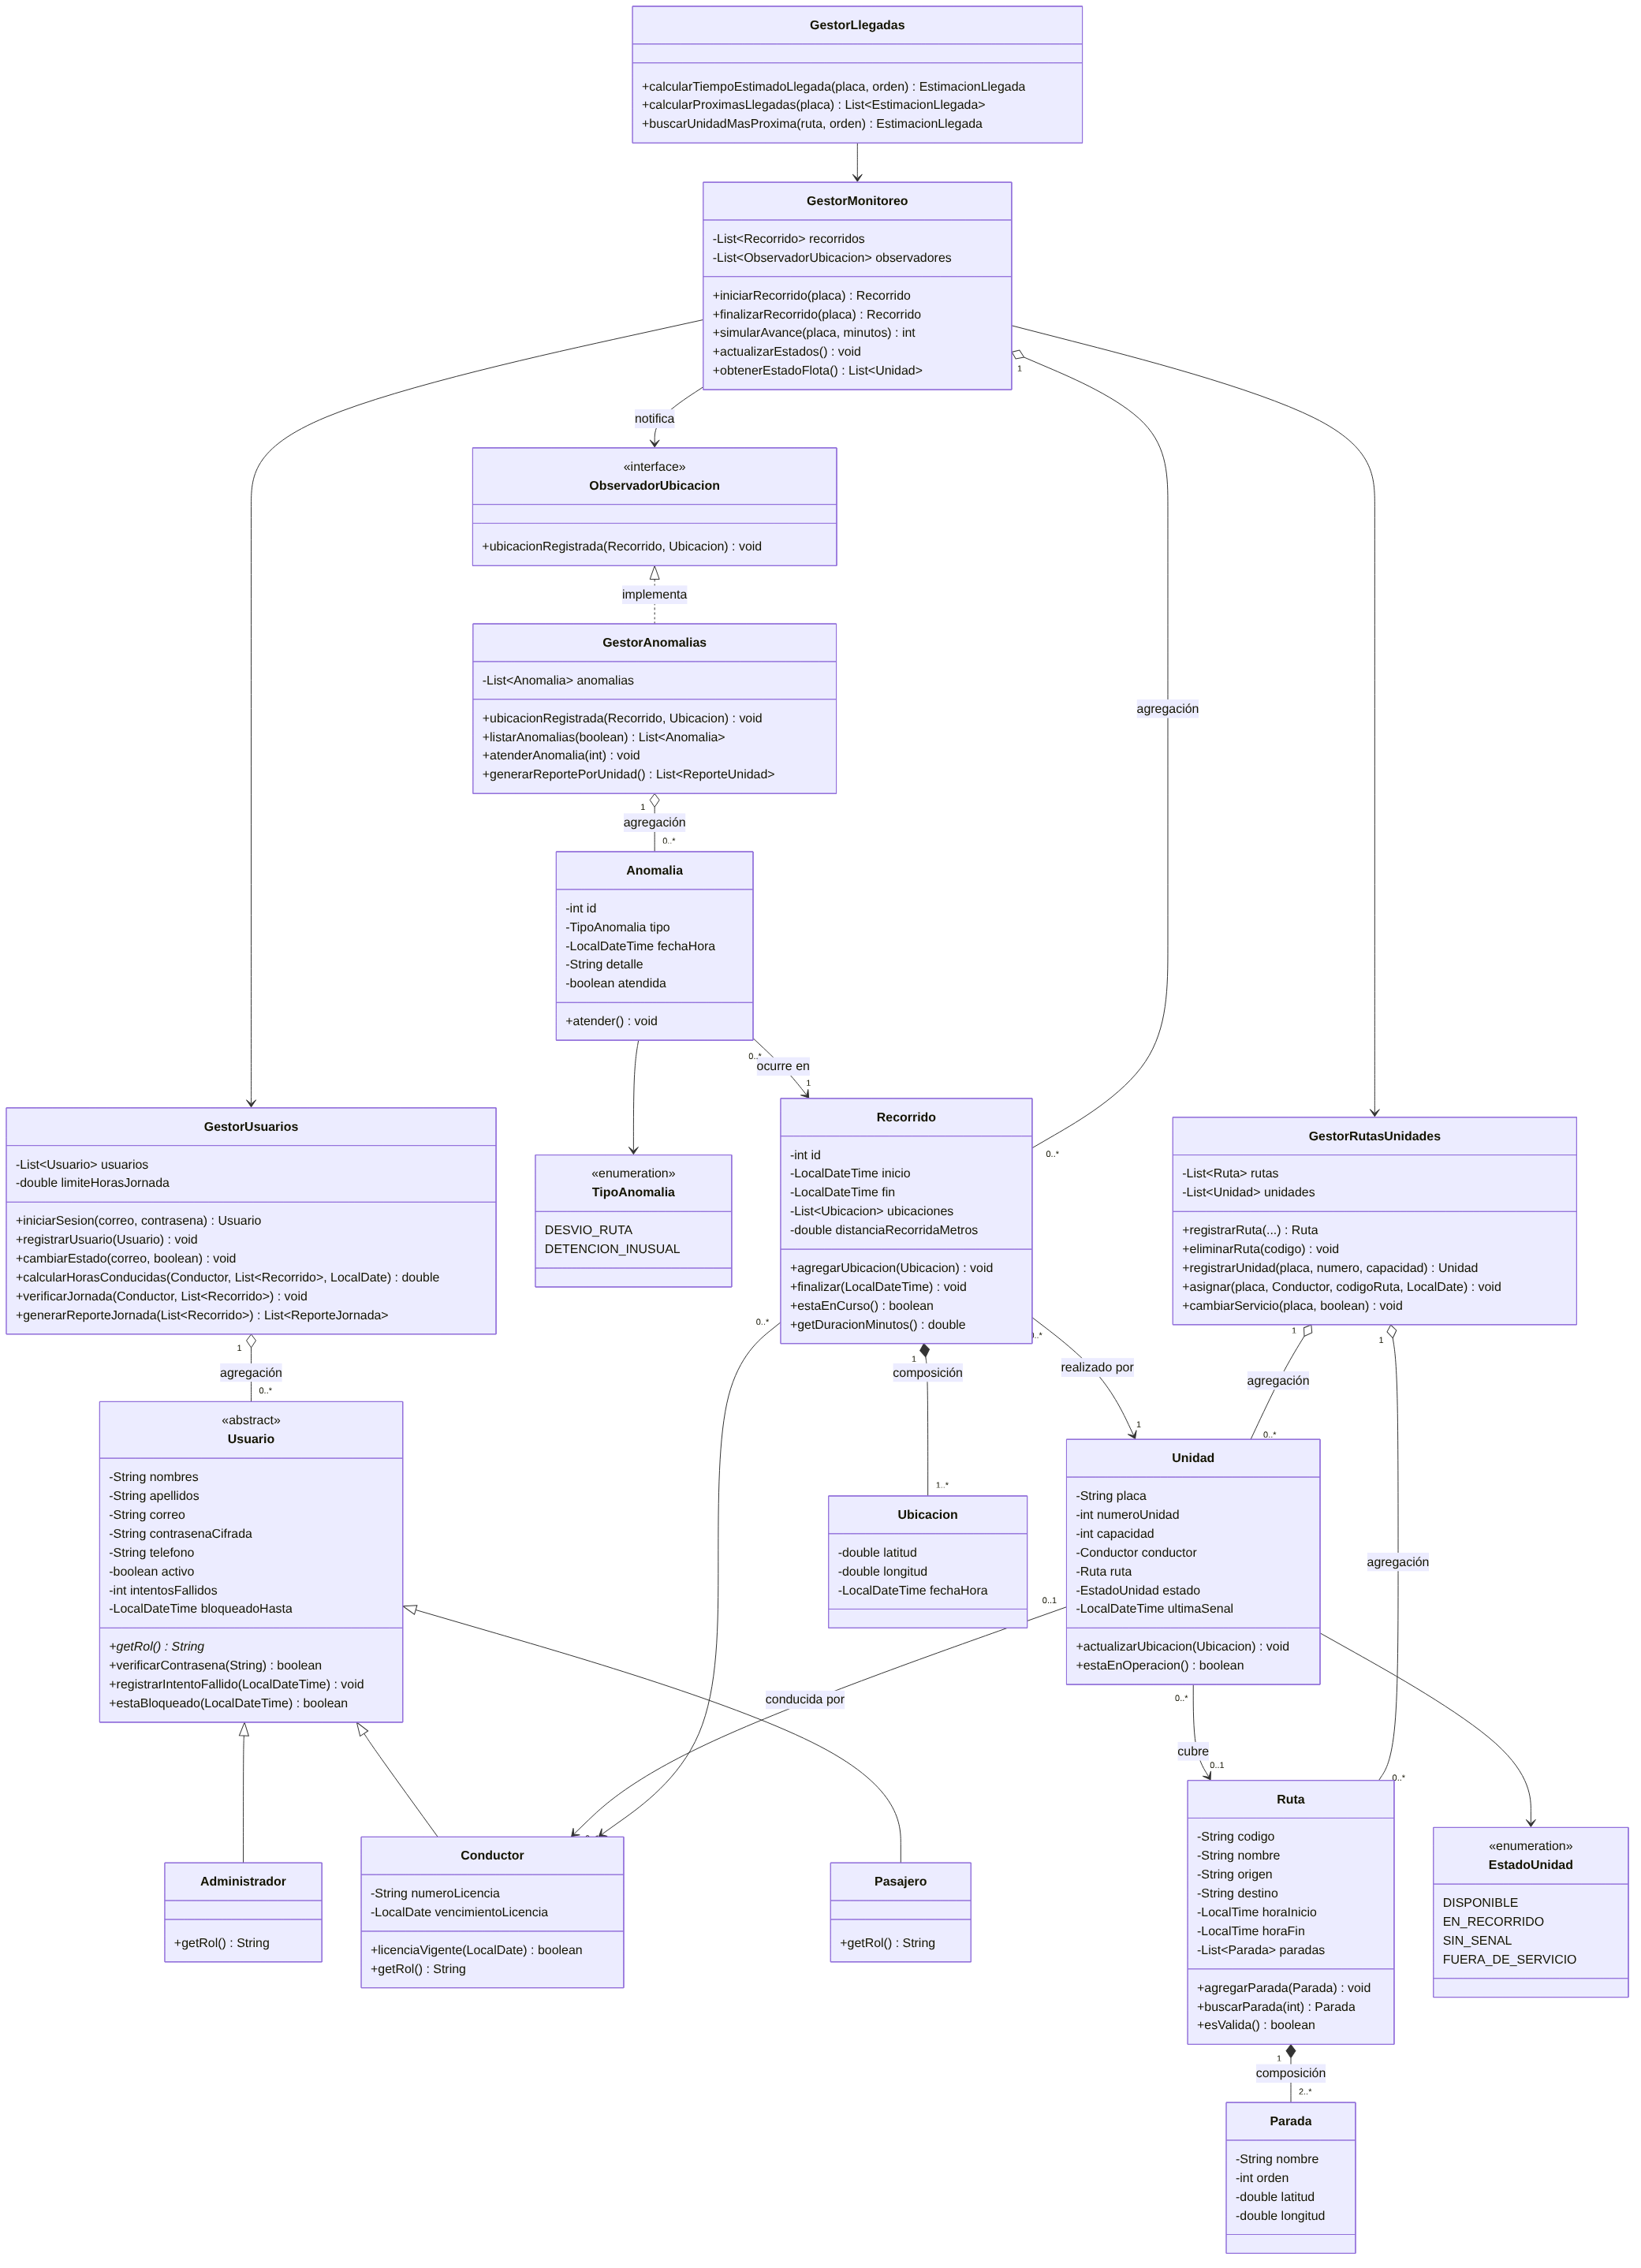 GestorLlegadas
+calcularTiempoEstimadoLlegada(placa, orden) : EstimacionLlegada
+calcularProximasLlegadas(placa) : List<EstimacionLlegada>
+buscarUnidadMasProxima(ruta, orden) : EstimacionLlegada
GestorMonitoreo
-List<Recorrido> recorridos
-List<ObservadorUbicacion> observadores
+iniciarRecorrido(placa) : Recorrido
+finalizarRecorrido(placa) : Recorrido
+simularAvance(placa, minutos) : int
+actualizarEstados() : void
+obtenerEstadoFlota() : List<Unidad>
1
notifica
«interface»
ObservadorUbicacion
+ubicacionRegistrada(Recorrido, Ubicacion) : void
implementa
GestorAnomalias
-List<Anomalia> anomalias
+ubicacionRegistrada(Recorrido, Ubicacion) : void
+listarAnomalias(boolean) : List<Anomalia>
+atenderAnomalia(int) : void
+generarReportePorUnidad() : List<ReporteUnidad>
agregación
1
agregación
0..*
Anomalia
-int id
-TipoAnomalia tipo
-LocalDateTime fechaHora
-String detalle
-boolean atendida
+atender() : void
0..*
ocurre en
1
GestorUsuarios
-List<Usuario> usuarios
-double limiteHorasJornada
+iniciarSesion(correo, contrasena) : Usuario
+registrarUsuario(Usuario) : void
+cambiarEstado(correo, boolean) : void
+calcularHorasConducidas(Conductor, List<Recorrido>, LocalDate) : double
+verificarJornada(Conductor, List<Recorrido>) : void
+generarReporteJornada(List<Recorrido>) : List<ReporteJornada>
«enumeration»
TipoAnomalia
DESVIO_RUTA
DETENCION_INUSUAL
Recorrido
-int id
-LocalDateTime inicio
-LocalDateTime fin
-List<Ubicacion> ubicaciones
-double distanciaRecorridaMetros
+agregarUbicacion(Ubicacion) : void
+finalizar(LocalDateTime) : void
+estaEnCurso() : boolean
+getDuracionMinutos() : double
0..*
GestorRutasUnidades
-List<Ruta> rutas
-List<Unidad> unidades
+registrarRuta(...) : Ruta
+eliminarRuta(codigo) : void
+registrarUnidad(placa, numero, capacidad) : Unidad
+asignar(placa, Conductor, codigoRuta, LocalDate) : void
+cambiarServicio(placa, boolean) : void
1
agregación
0..*
0..*
1
composición
1..*
0..*
realizado por
1
1
agregación
0..*
1
agregación
0..*
«abstract»
Usuario
-String nombres
-String apellidos
-String correo
-String contrasenaCifrada
-String telefono
-boolean activo
-int intentosFallidos
-LocalDateTime bloqueadoHasta
+getRol() : String
+verificarContrasena(String) : boolean
+registrarIntentoFallido(LocalDateTime) : void
+estaBloqueado(LocalDateTime) : boolean
Ubicacion
-double latitud
-double longitud
-LocalDateTime fechaHora
Unidad
-String placa
-int numeroUnidad
-int capacidad
-Conductor conductor
-Ruta ruta
-EstadoUnidad estado
-LocalDateTime ultimaSenal
+actualizarUbicacion(Ubicacion) : void
+estaEnOperacion() : boolean
0..1
conducida por
0..*
cubre
0..1
Administrador
+getRol() : String
Conductor
-String numeroLicencia
-LocalDate vencimientoLicencia
+licenciaVigente(LocalDate) : boolean
+getRol() : String
Pasajero
+getRol() : String
Ruta
-String codigo
-String nombre
-String origen
-String destino
-LocalTime horaInicio
-LocalTime horaFin
-List<Parada> paradas
+agregarParada(Parada) : void
+buscarParada(int) : Parada
+esValida() : boolean
«enumeration»
EstadoUnidad
DISPONIBLE
EN_RECORRIDO
SIN_SENAL
FUERA_DE_SERVICIO
1
composición
2..*
Parada
-String nombre
-int orden
-double latitud
-double longitud